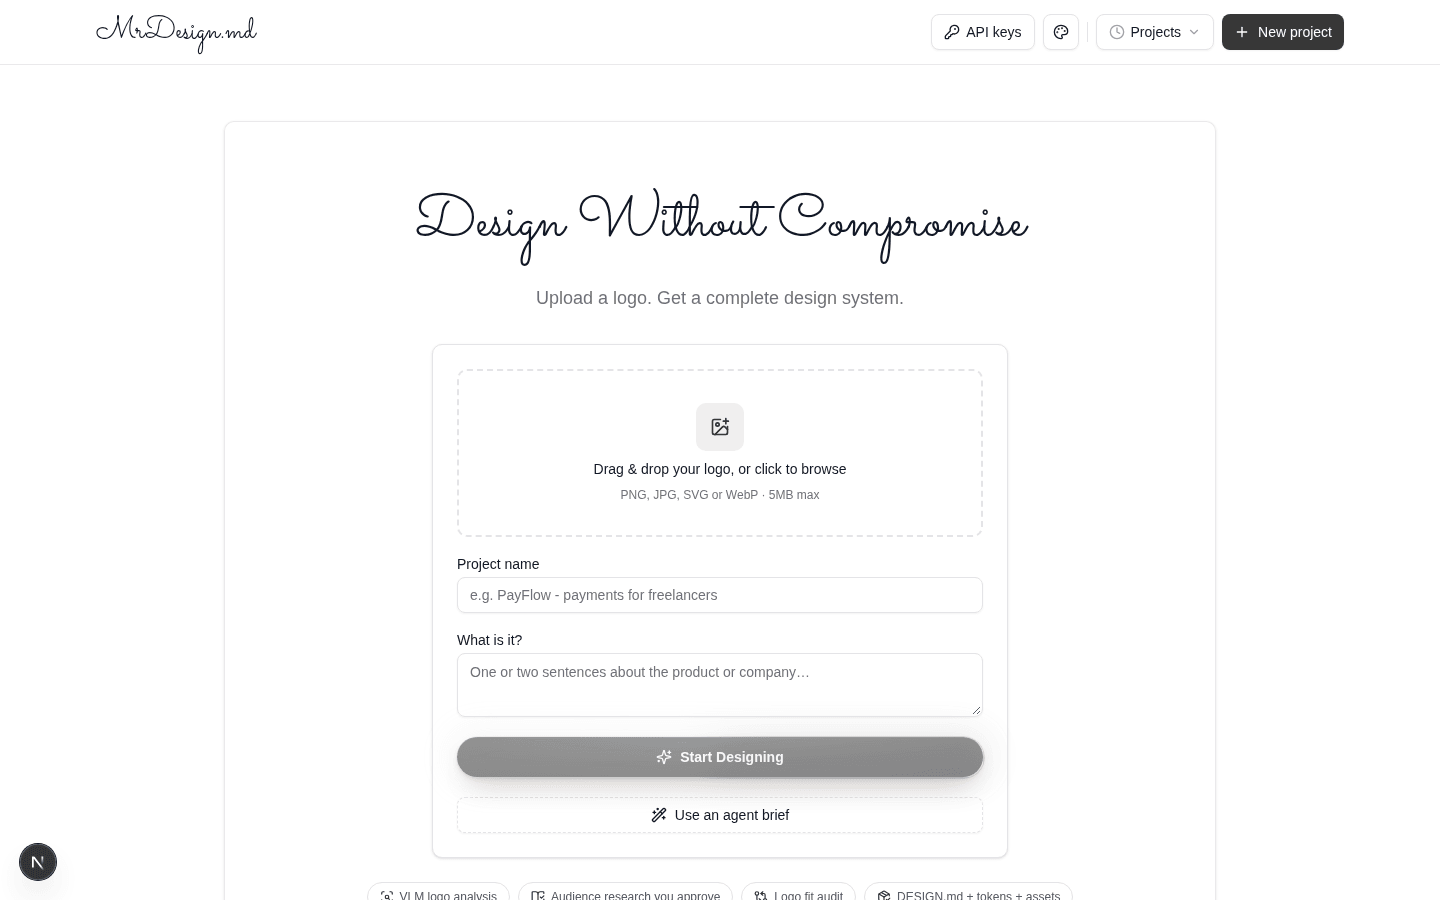 MrDesign.md
API keys
Projects
New project
Design Without Compromise
Upload a logo. Get a complete design system.
Drag & drop your logo, or click to browse
PNG, JPG, SVG or WebP · 5MB max
Project name
e.g. PayFlow - payments for freelancers
What is it?
One or two sentences about the product or company…
Start Designing
Use an agent brief
N
VLM logo analysis
Audience research you approve
Logo fit audit
DESIGN.md + tokens + assets